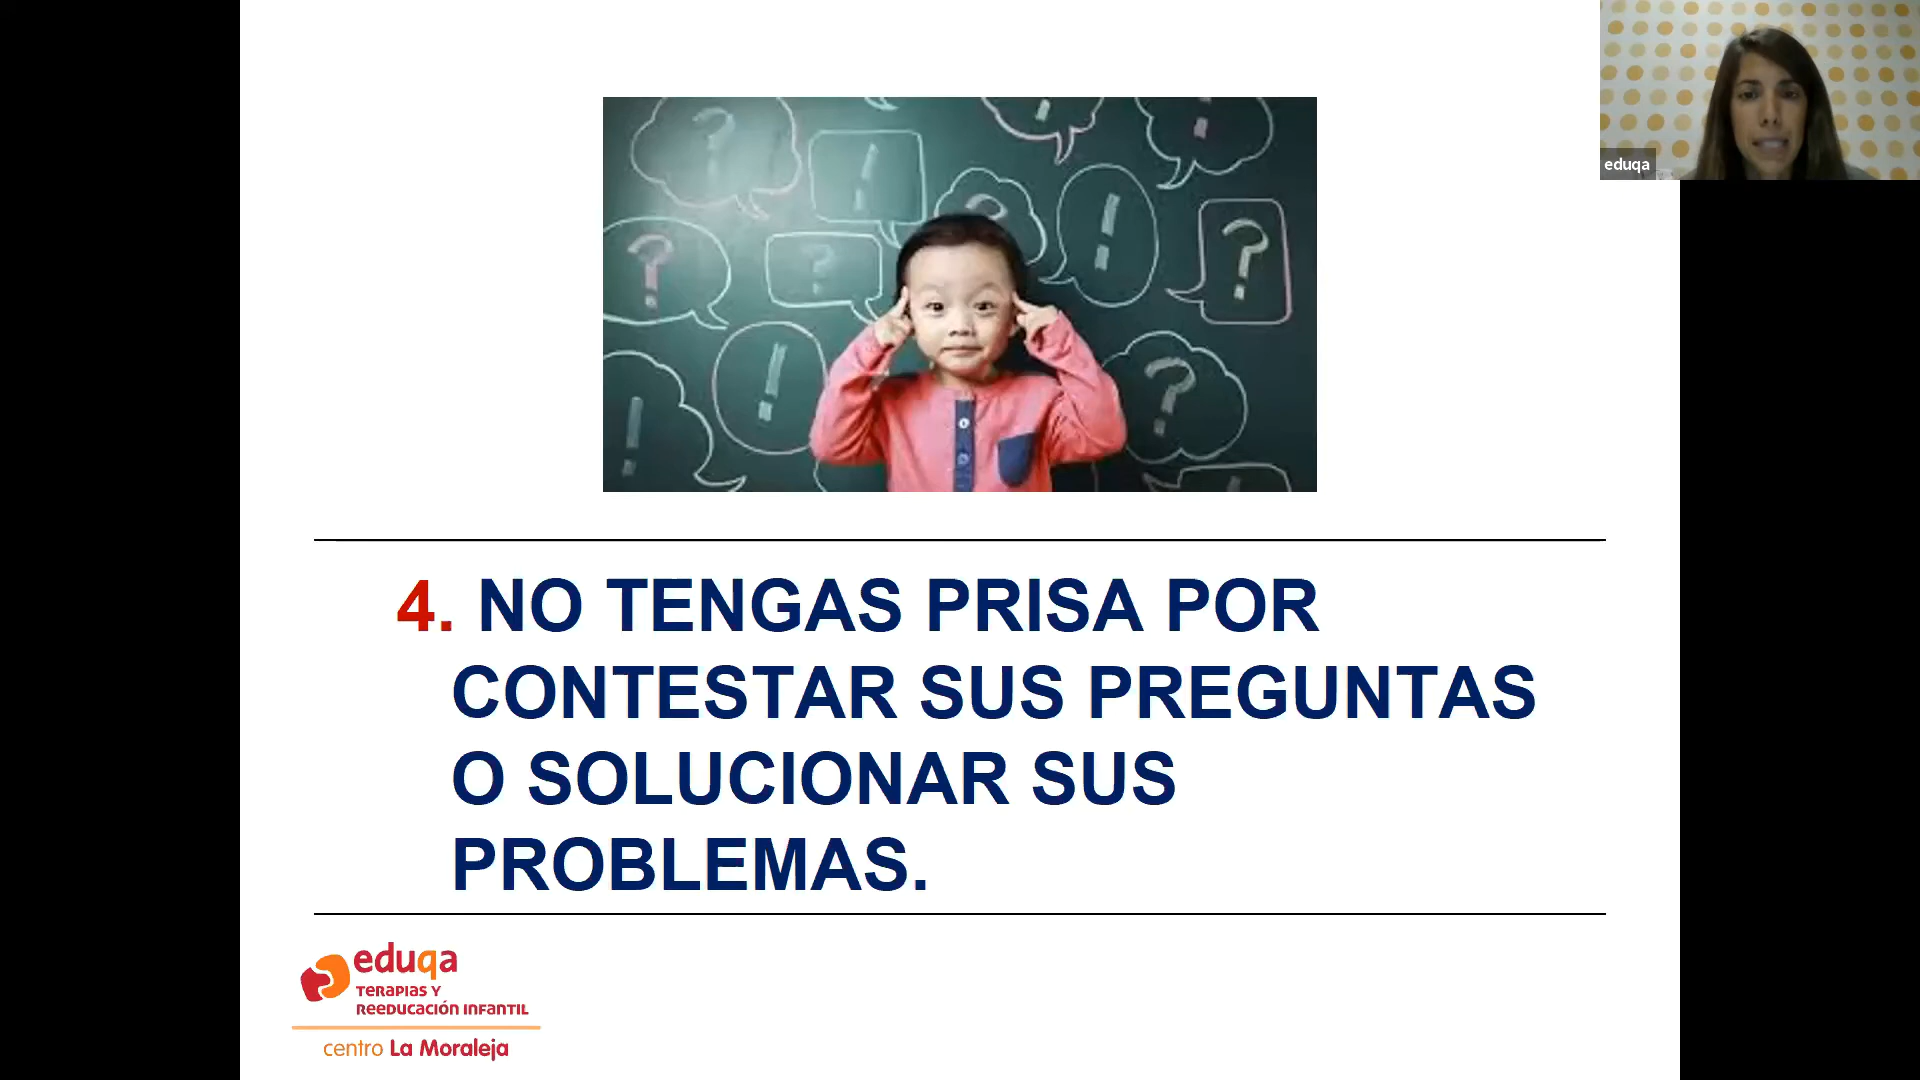 eduqa
? ! ! !
? ! ?
? ?
! ! ?
!
4. NO TENGAS PRISA POR
CONTESTAR SUS PREGUNTAS
O SOLUCIONAR SUS
PROBLEMAS.
eduqa
TERAPIAS Y
REEDUCACIÓN INFANTIL
centro La Moraleja